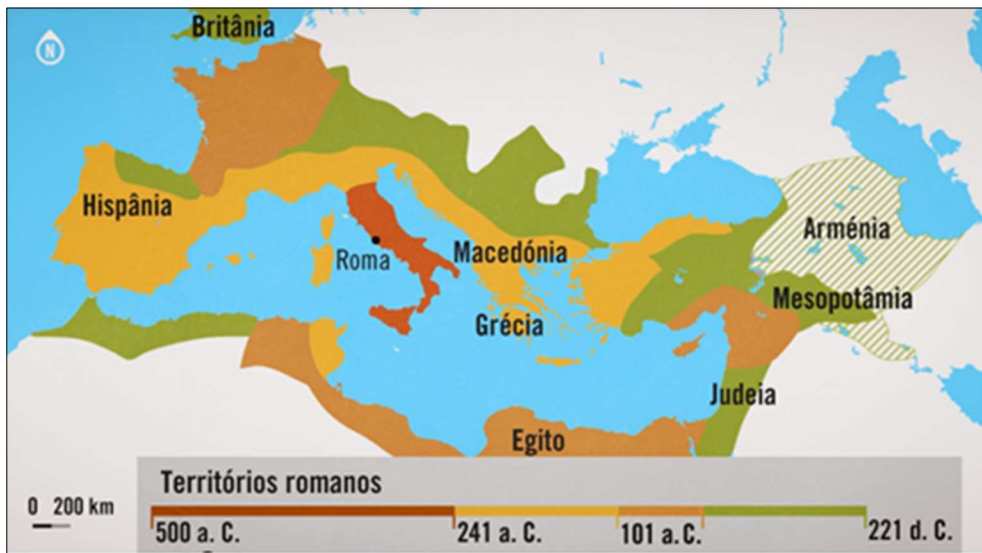 Britânia
N
Hispânia
Roma
Macedónia
Grécia
Arménia
Mesopotâmia
Judeia
Egito
Territórios romanos
0 200 km
500 a. C. 241 a. C. 101 a. C. 221 d. C.